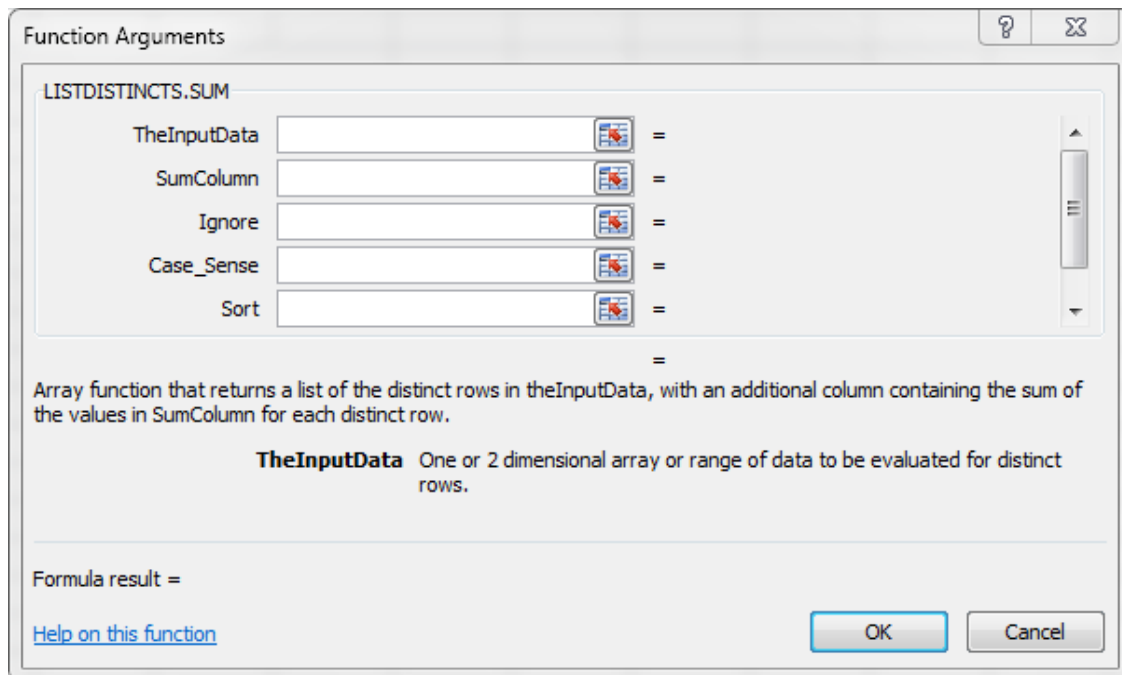 Function Arguments
LISTDISTINCTS.SUM
TheInputData =
SumColumn =
Ignore =
Case_Sense =
Sort =
=
Array function that returns a list of the distinct rows in theInputData, with an additional column containing the sum of
the values in SumColumn for each distinct row.
TheInputData One or 2 dimensional array or range of data to be evaluated for distinct
rows.
Formula result =
Help on this function
OK Cancel